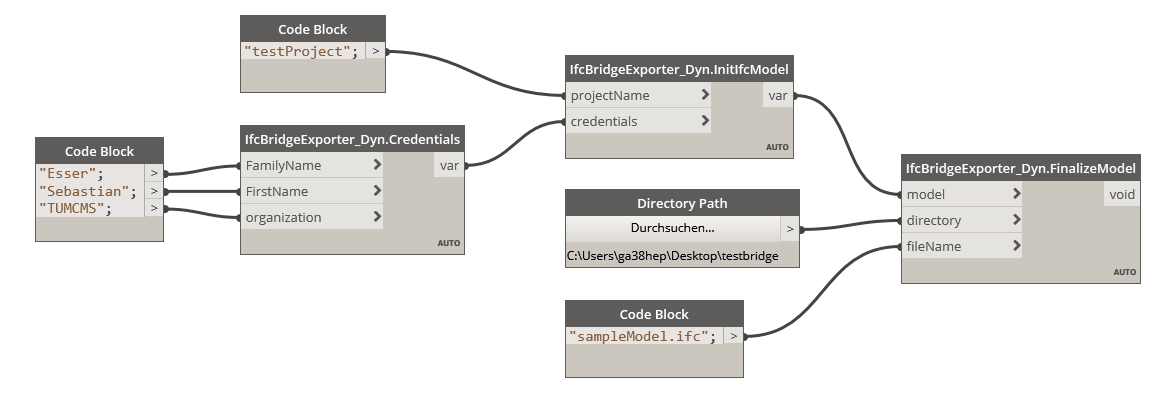 Code Block
"testProject"; >
Code Block
"Esser"; >
"Sebastian"; >
"TUMCMS"; >
IfcBridgeExporter_Dyn.Credentials
FamilyName > var
FirstName >
organization >
AUTO
IfcBridgeExporter_Dyn.InitIfcModel
projectName > var
credentials >
AUTO
Directory Path
Durchsuchen... >
C:\Users\ga38hep\Desktop\testbridge
Code Block
"sampleModel.ifc"; >
IfcBridgeExporter_Dyn.FinalizeModel
model > void
directory >
fileName >
AUTO